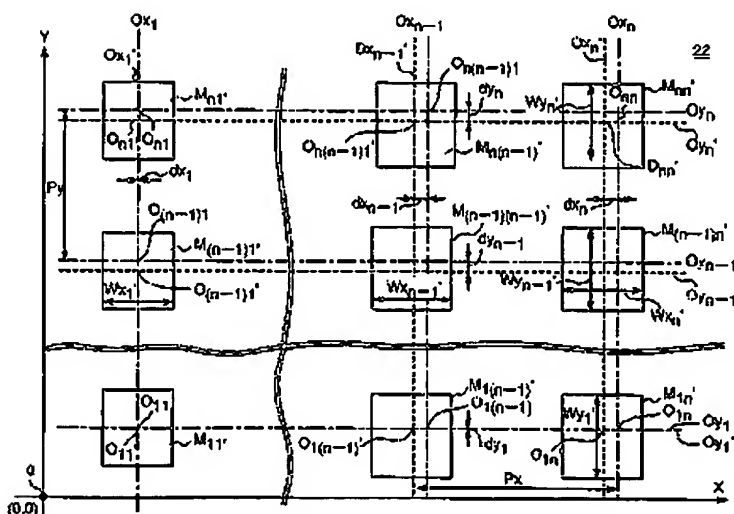 Ox₁ Oxₙ₋₁ Oxₙ
Y Ox₁' Dxₙ₋₁' Oxₙ' 22
Mₙ₁' Oₙ₍ₙ₋₁₎₁ Wyₙ' Oₙₙ Mₙₙ'
dyₙ Oyₙ
Oₙ₁' Oₙ₁ Oₙ₍ₙ₋₁₎₁' Mₙ₍ₙ₋₁₎' Oyₙ'
Dₙₙ'
Py dx₁ dxₙ₋₁ dxₙ
O₍ₙ₋₁₎₁ M₍ₙ₋₁₎₍ₙ₋₁₎'
M₍ₙ₋₁₎₁' dyₙ₋₁ M₍ₙ₋₁₎ₙ'
Oxₙ₋₁
Wx₁' Wxₙ₋₁' Wyₙ₋₁' Oyₙ₋₁
O₍ₙ₋₁₎₁' Wxₙ'
M₁₍ₙ₋₁₎' M₁ₙ'
O₁₁ O₁₍ₙ₋₁₎ Wy₁' O₁ₙ
Oy₁
O₁₁' M₁₁' O₁₍ₙ₋₁₎' dy₁ O₁ₙ' Oy₁'
Px
(0,0) X